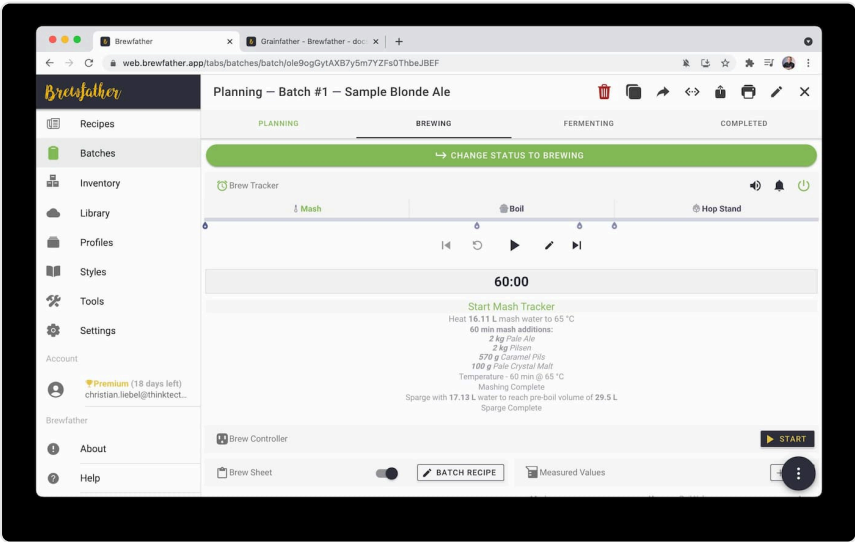 Brewfather
Grainfather - Brewfather - doc
web.brewfather.app/tabs/batches/batch/ole9ogGytAXB7y5m7YZFs0ThbeJBEF
Brewfather
Planning — Batch #1 — Sample Blonde Ale
Recipes
Batches
Inventory
Library
Profiles
Styles
Tools
Settings
Account
Premium (18 days left)
christian.liebel@thinktect...
Brewfather
About
Help
PLANNING
BREWING
FERMENTING
COMPLETED
CHANGE STATUS TO BREWING
Brew Tracker
Mash
Boil
Hop Stand
60:00
Start Mash Tracker
Heat 16.11 L mash water to 65 °C
60 min mash additions:
2 kg Pale Ale
2 kg Pilsen
570 g Caramel Pils
100 g Pale Crystal Malt
Temperature - 60 min @ 65 °C
Mashing Complete
Sparge with 17.13 L water to reach pre-boil volume of 29.5 L
Sparge Complete
Brew Controller
START
Brew Sheet
BATCH RECIPE
Measured Values